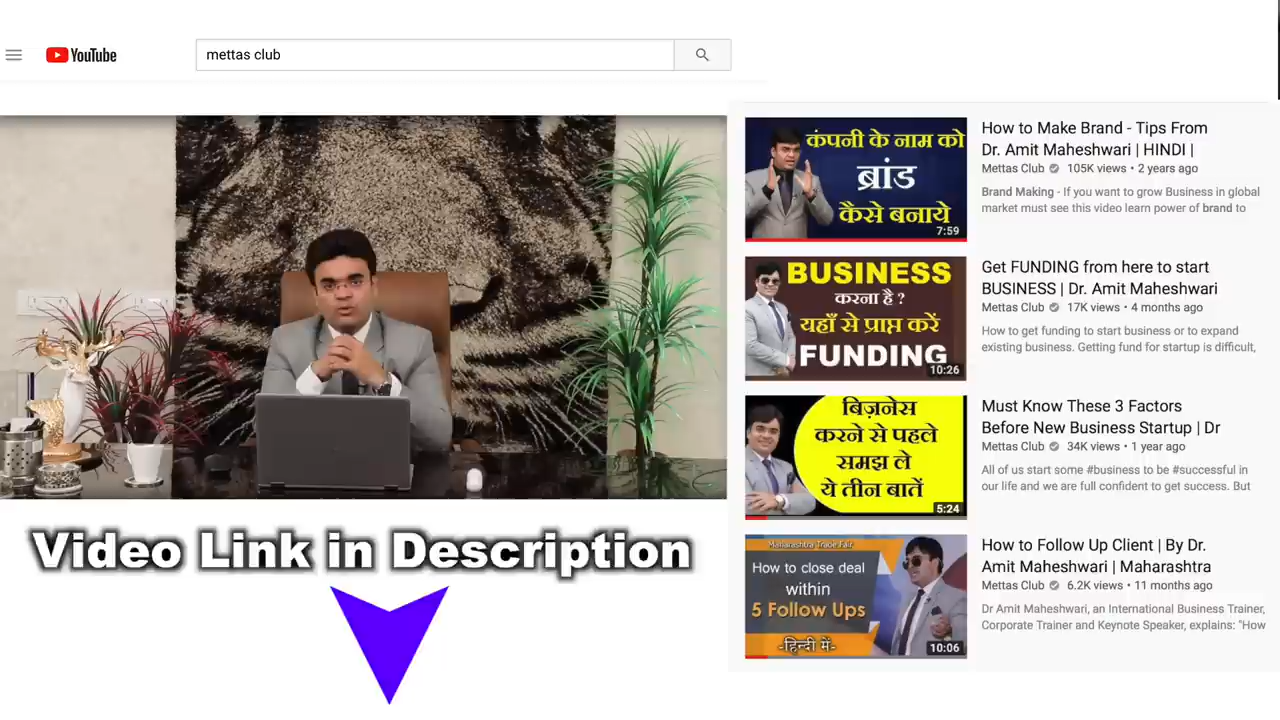 YouTube
mettas club
कंपनी के नाम को
ब्रांड
कैसे बनाये
7:59
How to Make Brand - Tips From
Dr. Amit Maheshwari | HINDI |
Mettas Club 105K views • 2 years ago
Brand Making - If you want to grow Business in global
market must see this video learn power of brand to
BUSINESS
करना है ?
यहाँ से प्राप्त करें
FUNDING
10:26
Get FUNDING from here to start
BUSINESS | Dr. Amit Maheshwari
Mettas Club 17K views • 4 months ago
How to get funding to start business or to expand
existing business. Getting fund for startup is difficult,
बिज़नेस
करने से पहले
समझ ले
ये तीन बातें
5:24
Must Know These 3 Factors
Before New Business Startup | Dr
Mettas Club 34K views • 1 year ago
All of us start some #business to be #successful in
our life and we are full confident to get success. But
Maharashtra Trade Fair
How to close deal
within
5 Follow Ups
-हिन्दी में-
10:06
How to Follow Up Client | By Dr.
Amit Maheshwari | Maharashtra
Mettas Club 6.2K views • 11 months ago
Dr Amit Maheshwari, an International Business Trainer,
Corporate Trainer and Keynote Speaker, explains: "How
Video Link in Description